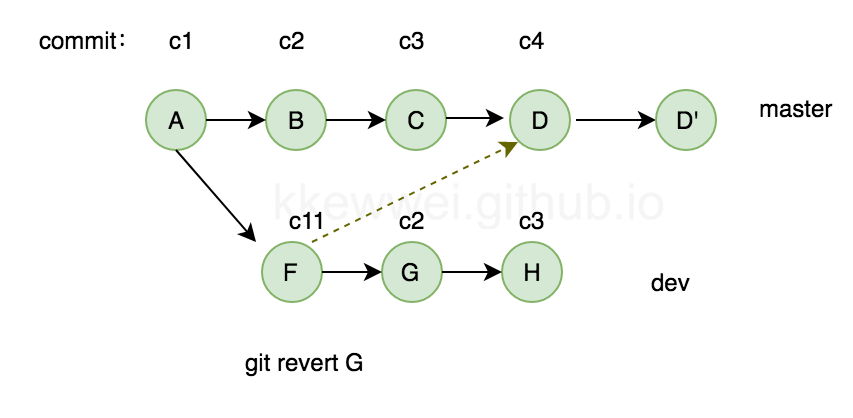 commit: c1 c2 c3 c4
A B C D D' master
kkewwei.github.io
c11 c2 c3
F G H dev
git revert G